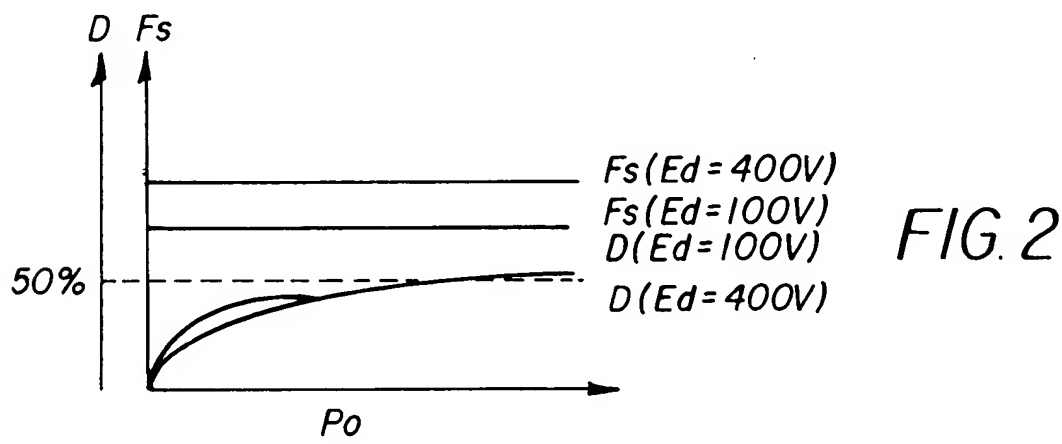 D Fs
Fs (Ed = 400V)
Fs (Ed = 100V)
D (Ed = 100V)
50%
D (Ed = 400V)
Po
FIG. 2